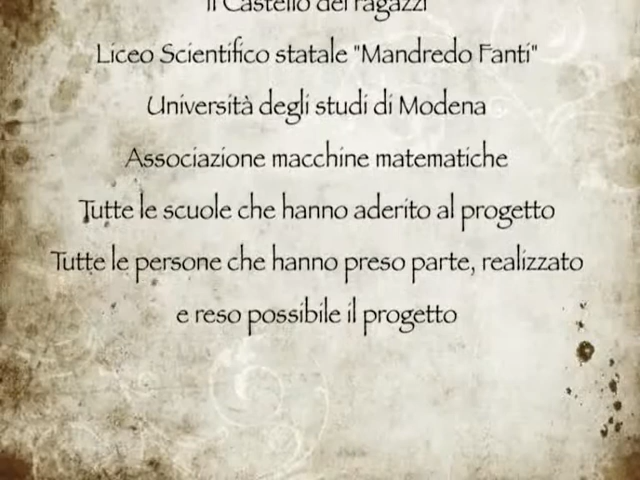 Il Castello dei ragazzi
Liceo Scientifico statale "Mandredo Fanti"
Università degli studi di Modena
Associazione macchine matematiche
Tutte le scuole che hanno aderito al progetto
Tutte le persone che hanno preso parte, realizzato
e reso possibile il progetto